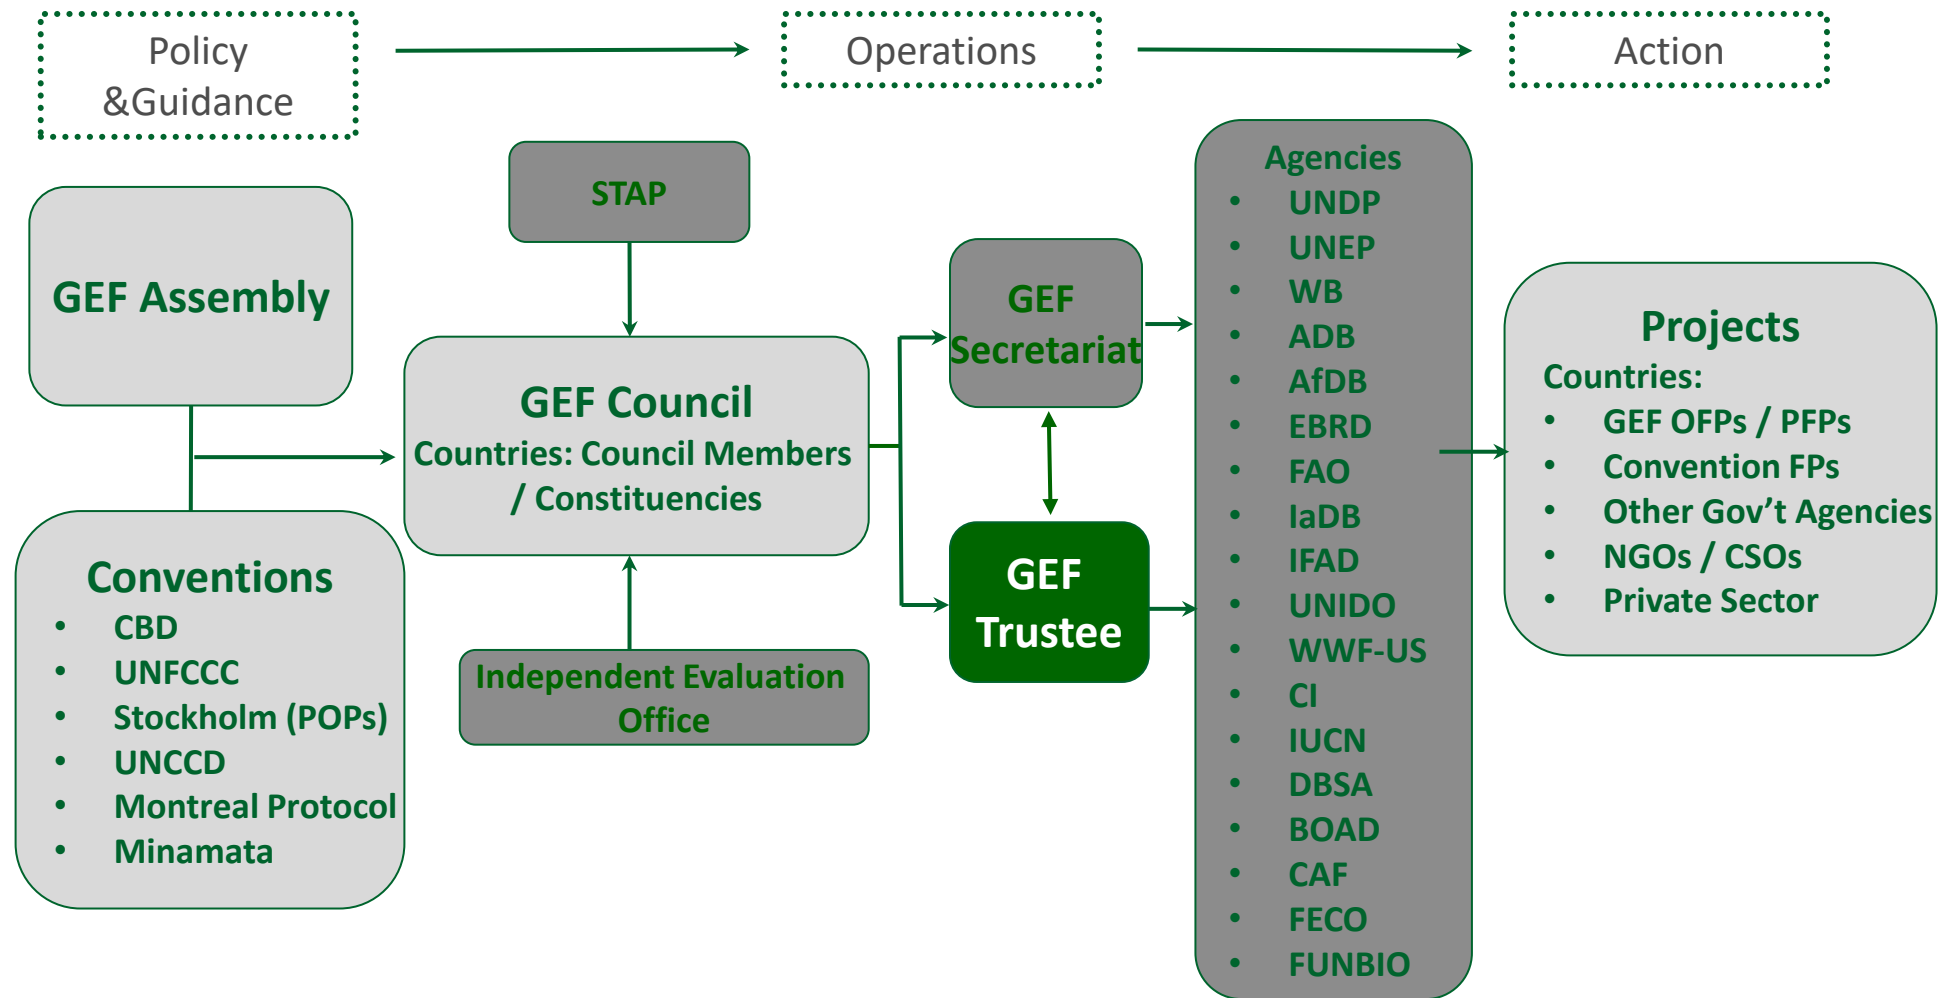 Policy
&Guidance
Operations
Action
GEF Assembly
Conventions
• CBD
• UNFCCC
• Stockholm (POPs)
• UNCCD
• Montreal Protocol
• Minamata
STAP
GEF Council
Countries: Council Members
/ Constituencies
Independent Evaluation
Office
GEF
Secretariat
GEF
Trustee
Agencies
• UNDP
• UNEP
• WB
• ADB
• AfDB
• EBRD
• FAO
• IaDB
• IFAD
• UNIDO
• WWF-US
• CI
• IUCN
• DBSA
• BOAD
• CAF
• FECO
• FUNBIO
Projects
Countries:
• GEF OFPs / PFPs
• Convention FPs
• Other Gov’t Agencies
• NGOs / CSOs
• Private Sector